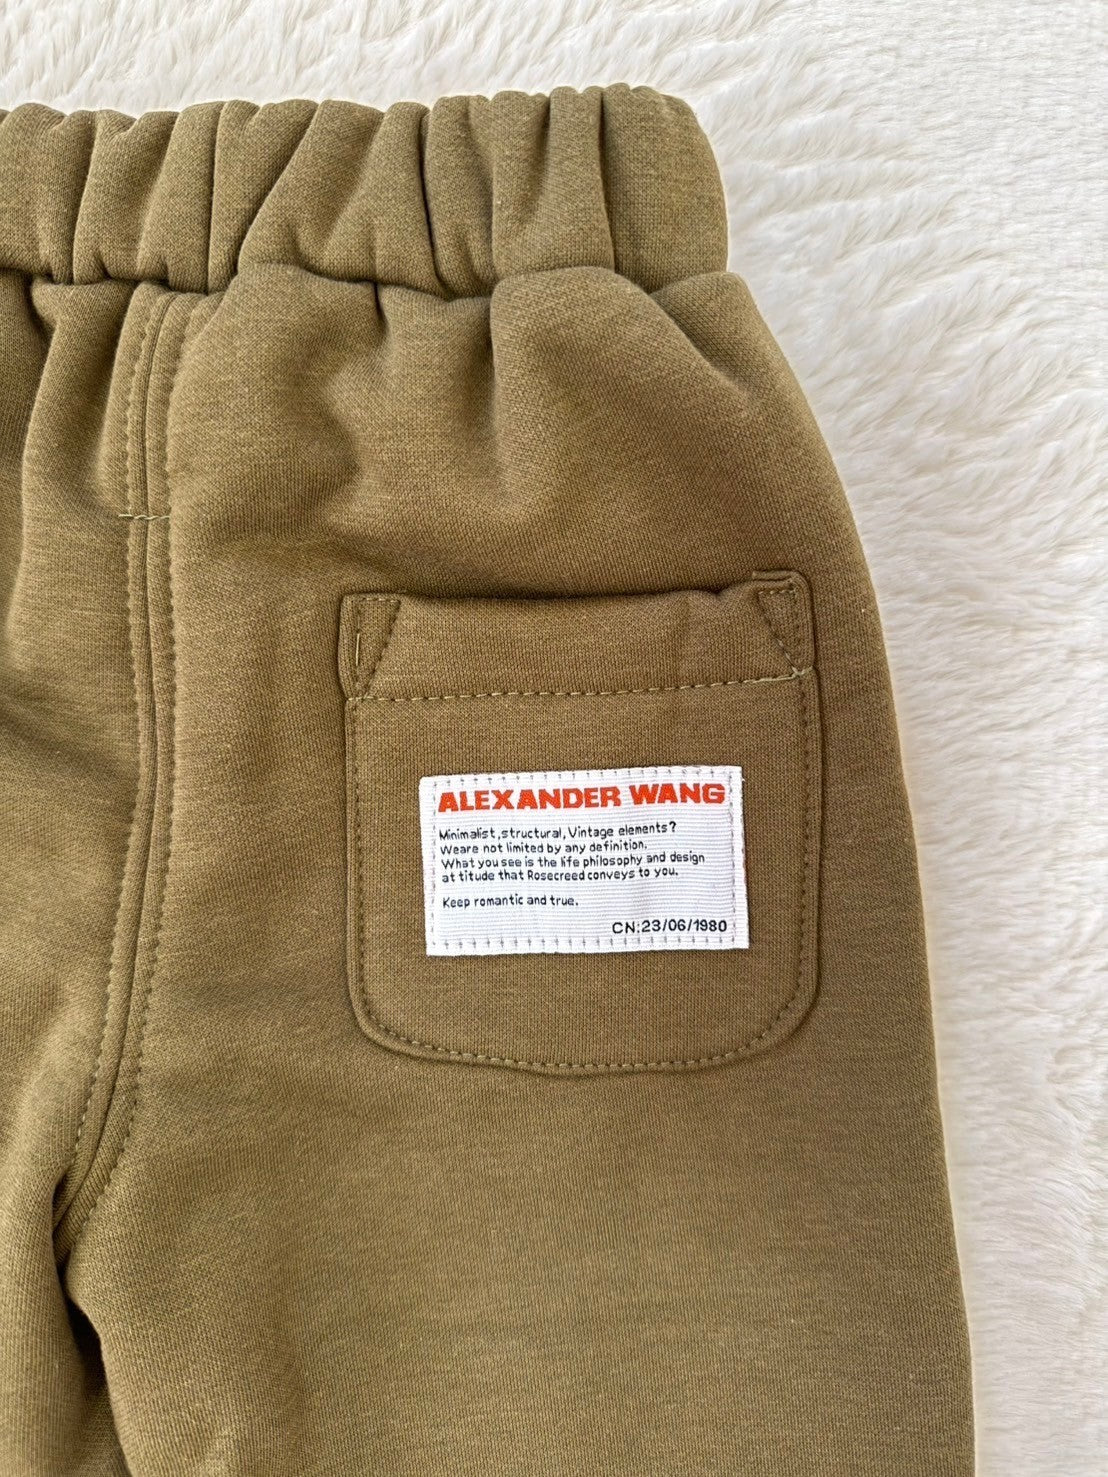 ALEXANDER WANG
Minimalist,structural,Vintage elements?
Weare not limited by any definition.
What you see is the life philosophy and design
at titude that Rosecreed conveys to you.
Keep romantic and true.
CN:23/06/1980